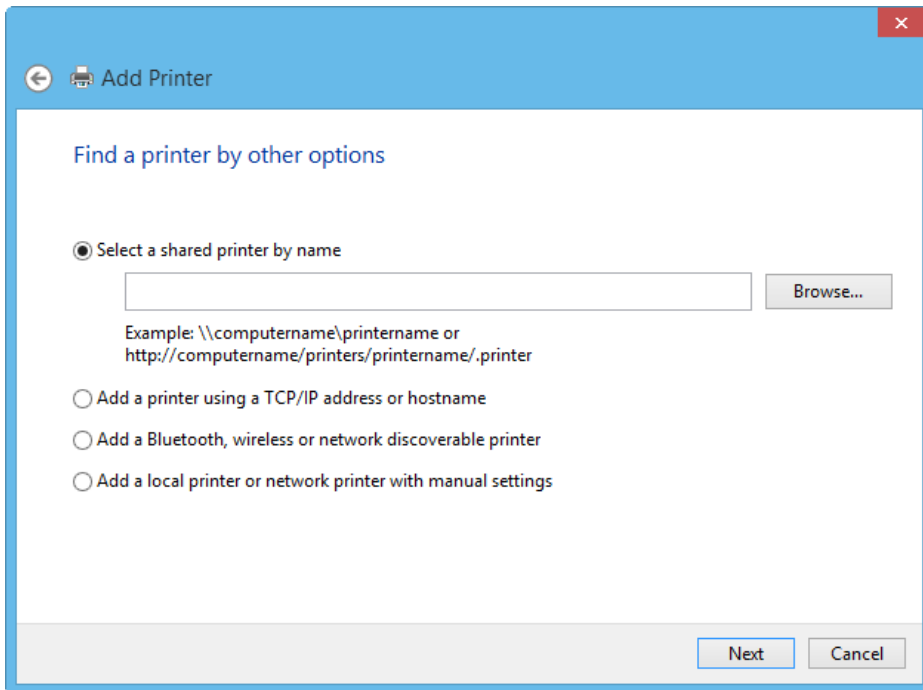 Add Printer
Find a printer by other options
Select a shared printer by name
Browse...
Example: \\computername\printername or
http://computername/printers/printername/.printer
Add a printer using a TCP/IP address or hostname
Add a Bluetooth, wireless or network discoverable printer
Add a local printer or network printer with manual settings
Next Cancel